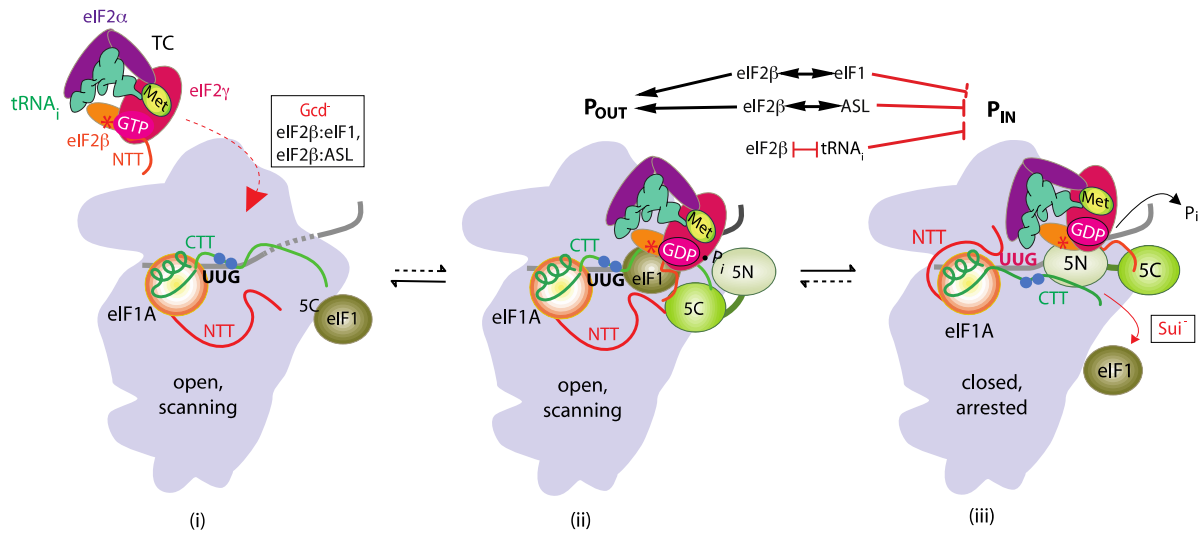 eIF2α
TC
tRNAi
Met
eIF2γ
GTP
*
eIF2β
NTT
Gcd-
eIF2β:eIF1,
eIF2β:ASL
CTT
UUG
eIF1A
NTT
5C
eIF1
open,
scanning
(i)
eIF2β eIF1
POUT eIF2β ASL PIN
eIF2β tRNAi
Met
CTT
*
GDP
Pi
UUG
eIF1
5N
eIF1A
NTT
5C
open,
scanning
(ii)
Met
Pi
NTT
GDP
*
UUG
5N
5C
CTT
eIF1A
Sui-
eIF1
closed,
arrested
(iii)